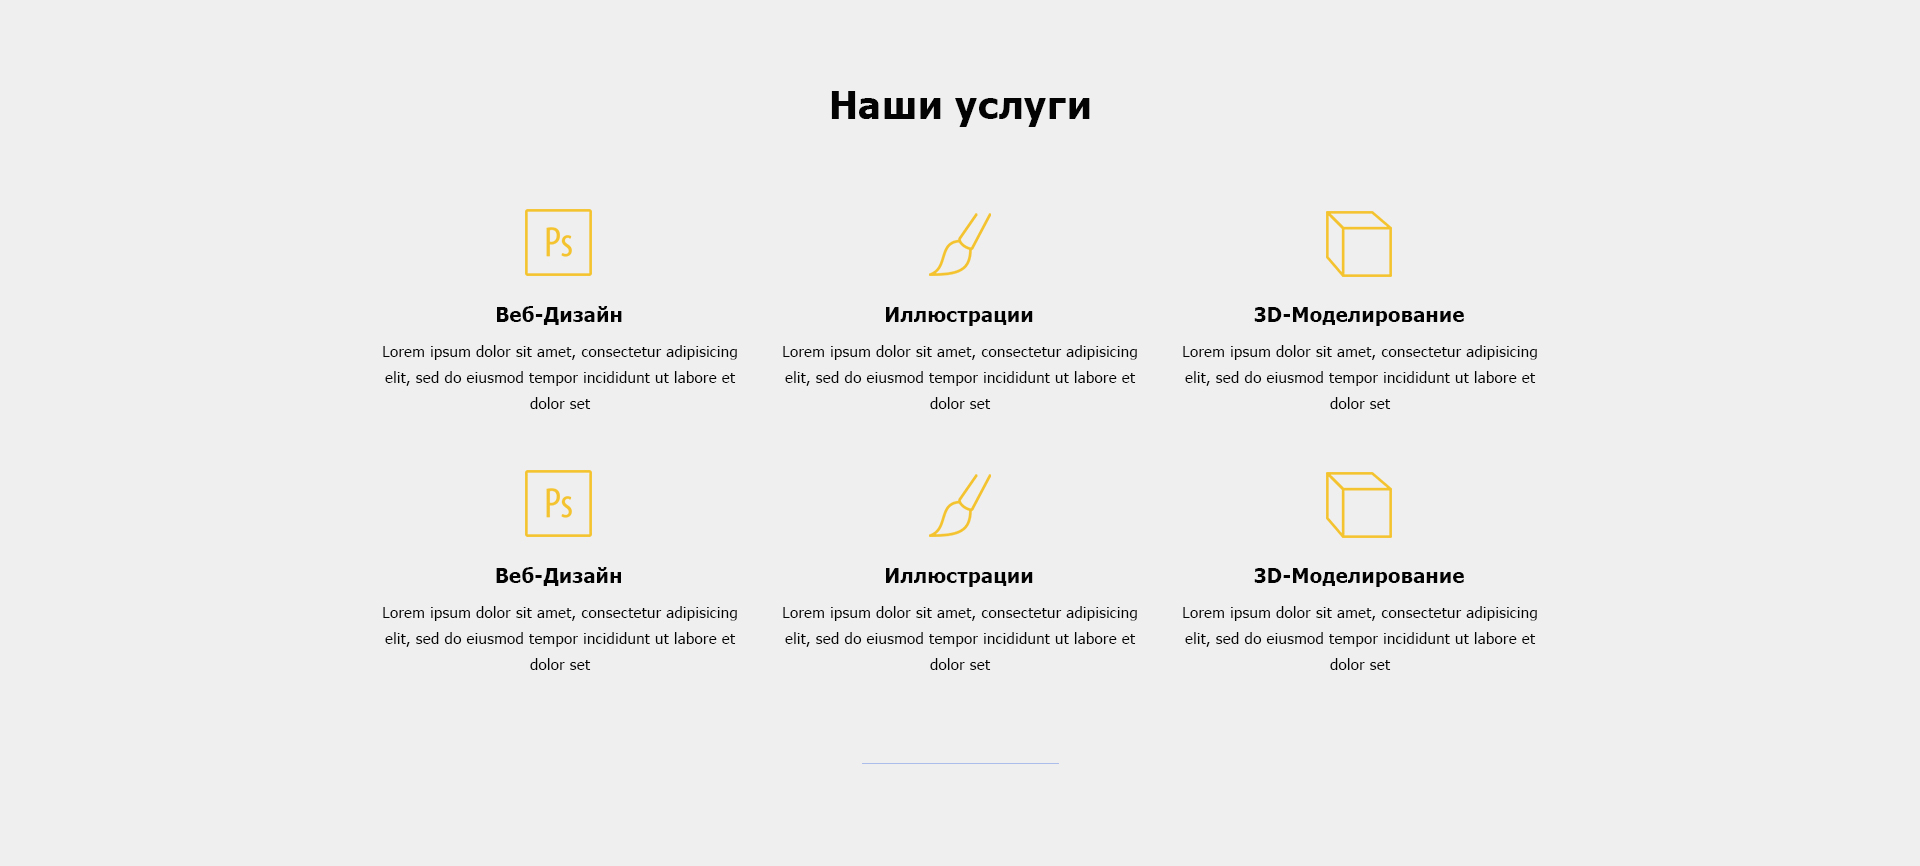 Наши услуги
Ps
Веб-Дизайн
Lorem ipsum dolor sit amet, consectetur adipisicing
elit, sed do eiusmod tempor incididunt ut labore et
dolor set
Иллюстрации
Lorem ipsum dolor sit amet, consectetur adipisicing
elit, sed do eiusmod tempor incididunt ut labore et
dolor set
3D-Моделирование
Lorem ipsum dolor sit amet, consectetur adipisicing
elit, sed do eiusmod tempor incididunt ut labore et
dolor set
Ps
Веб-Дизайн
Lorem ipsum dolor sit amet, consectetur adipisicing
elit, sed do eiusmod tempor incididunt ut labore et
dolor set
Иллюстрации
Lorem ipsum dolor sit amet, consectetur adipisicing
elit, sed do eiusmod tempor incididunt ut labore et
dolor set
3D-Моделирование
Lorem ipsum dolor sit amet, consectetur adipisicing
elit, sed do eiusmod tempor incididunt ut labore et
dolor set